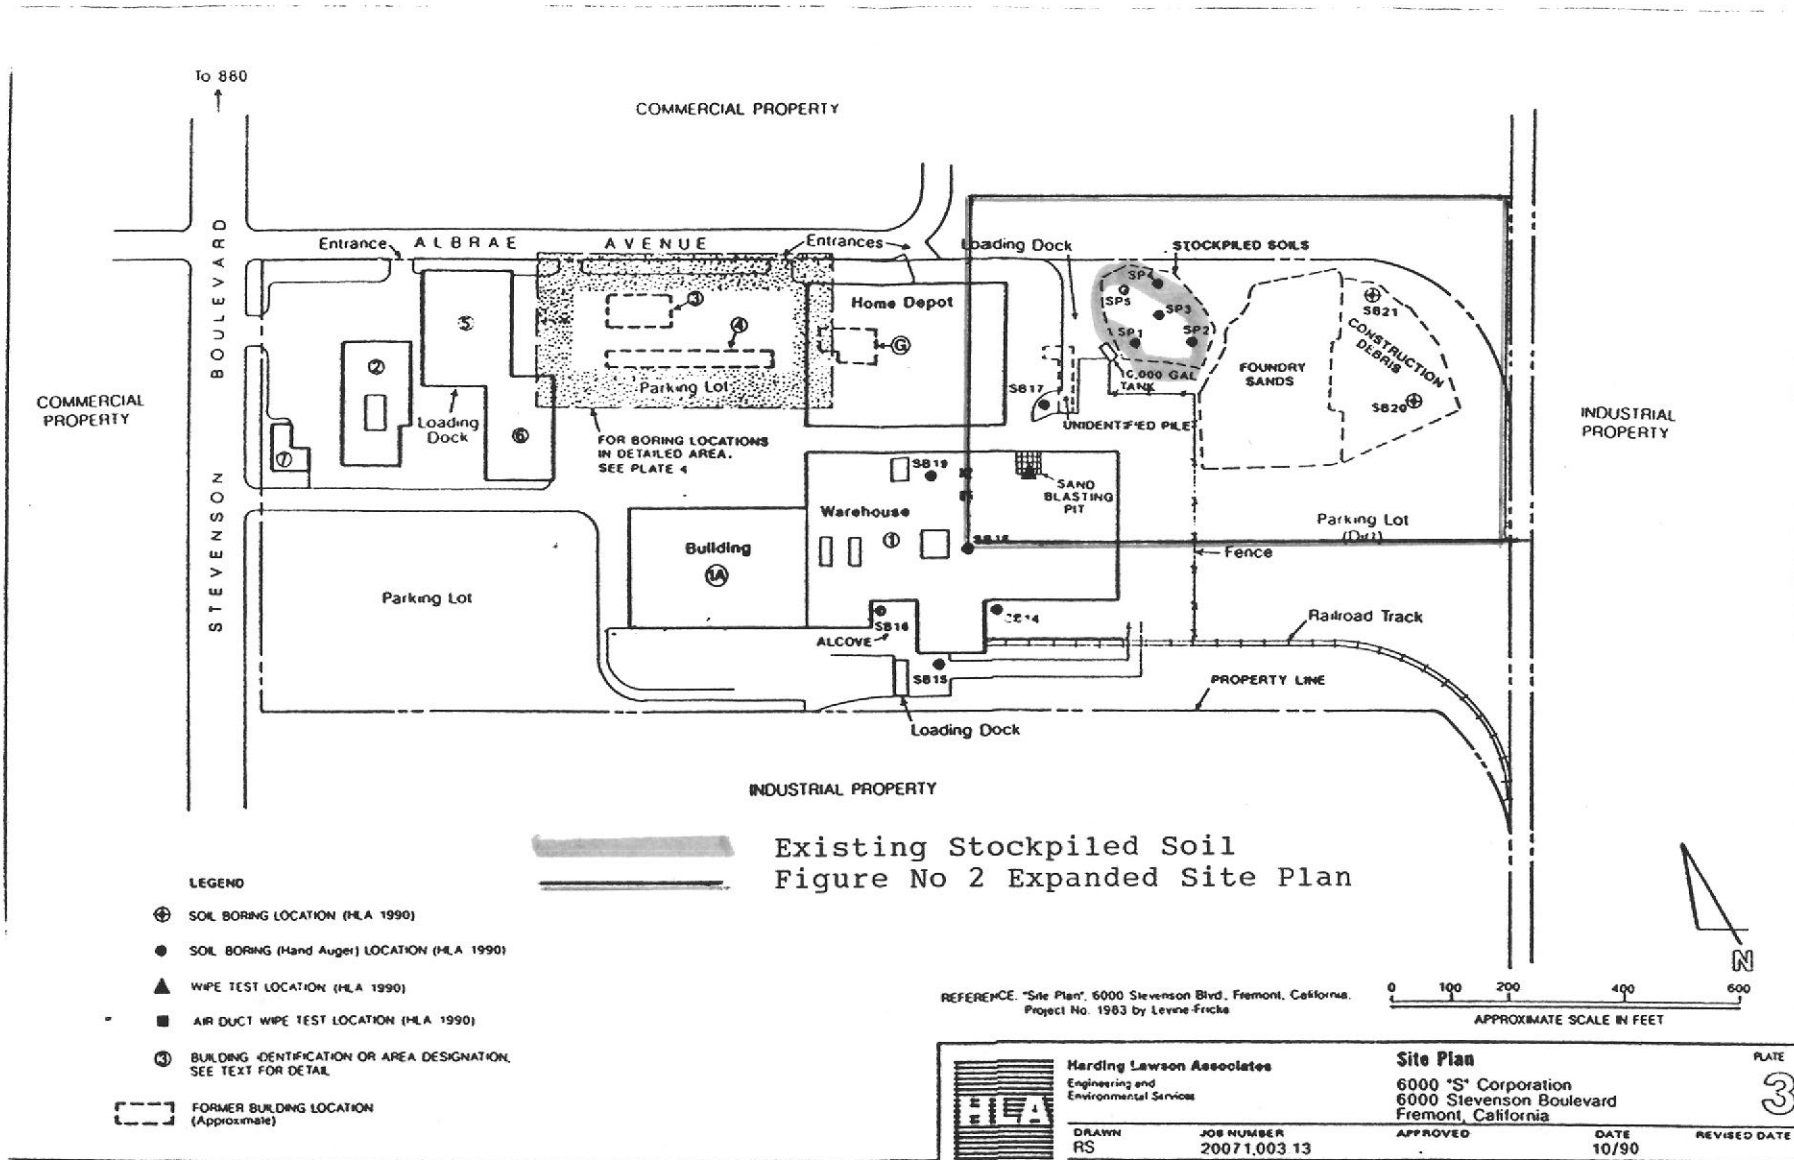 To 880
COMMERCIAL PROPERTY
STEVENSON BOULEVARD
Entrance
ALBRAE AVENUE
Entrances
Loading Dock
STOCKPILED SOILS
SP4
SP5
SP3
SP1
SP2
SB21
CONSTRUCTION
DEBRIS
SB20
FOUNDRY
SANDS
Home Depot
3
4
G
5
2
Parking Lot
Loading
Dock
6
7
COMMERCIAL
PROPERTY
FOR BORING LOCATIONS
IN DETAILED AREA.
SEE PLATE 4
SB17
UNIDENTIFIED PILE
GAL
TANK
INDUSTRIAL
PROPERTY
SB19
SAND
BLASTING
PIT
Warehouse
1
Building
1A
Parking Lot
(Dirt)
Fence
Parking Lot
SB16
ALCOVE
SB15
Railroad Track
PROPERTY LINE
Loading Dock
INDUSTRIAL PROPERTY
Existing Stockpiled Soil
Figure No 2 Expanded Site Plan
LEGEND
SOIL BORING LOCATION (HLA 1990)
SOIL BORING (Hand Auger) LOCATION (HLA 1990)
WIPE TEST LOCATION (HLA 1990)
AIR DUCT WIPE TEST LOCATION (HLA 1990)
3
BUILDING IDENTIFICATION OR AREA DESIGNATION.
SEE TEXT FOR DETAIL
FORMER BUILDING LOCATION
(Approximate)
N
REFERENCE. "Site Plan", 6000 Stevenson Blvd., Fremont, California.
Project No. 1983 by Levine-Fricke
0 100 200 400 600
APPROXIMATE SCALE IN FEET
HLA
Harding Lawson Associates
Engineering and
Environmental Services
Site Plan
6000 "S" Corporation
6000 Stevenson Boulevard
Fremont, California
PLATE
3
DRAWN
RS
JOB NUMBER
20071,003.13
APPROVED
DATE
10/90
REVISED DATE